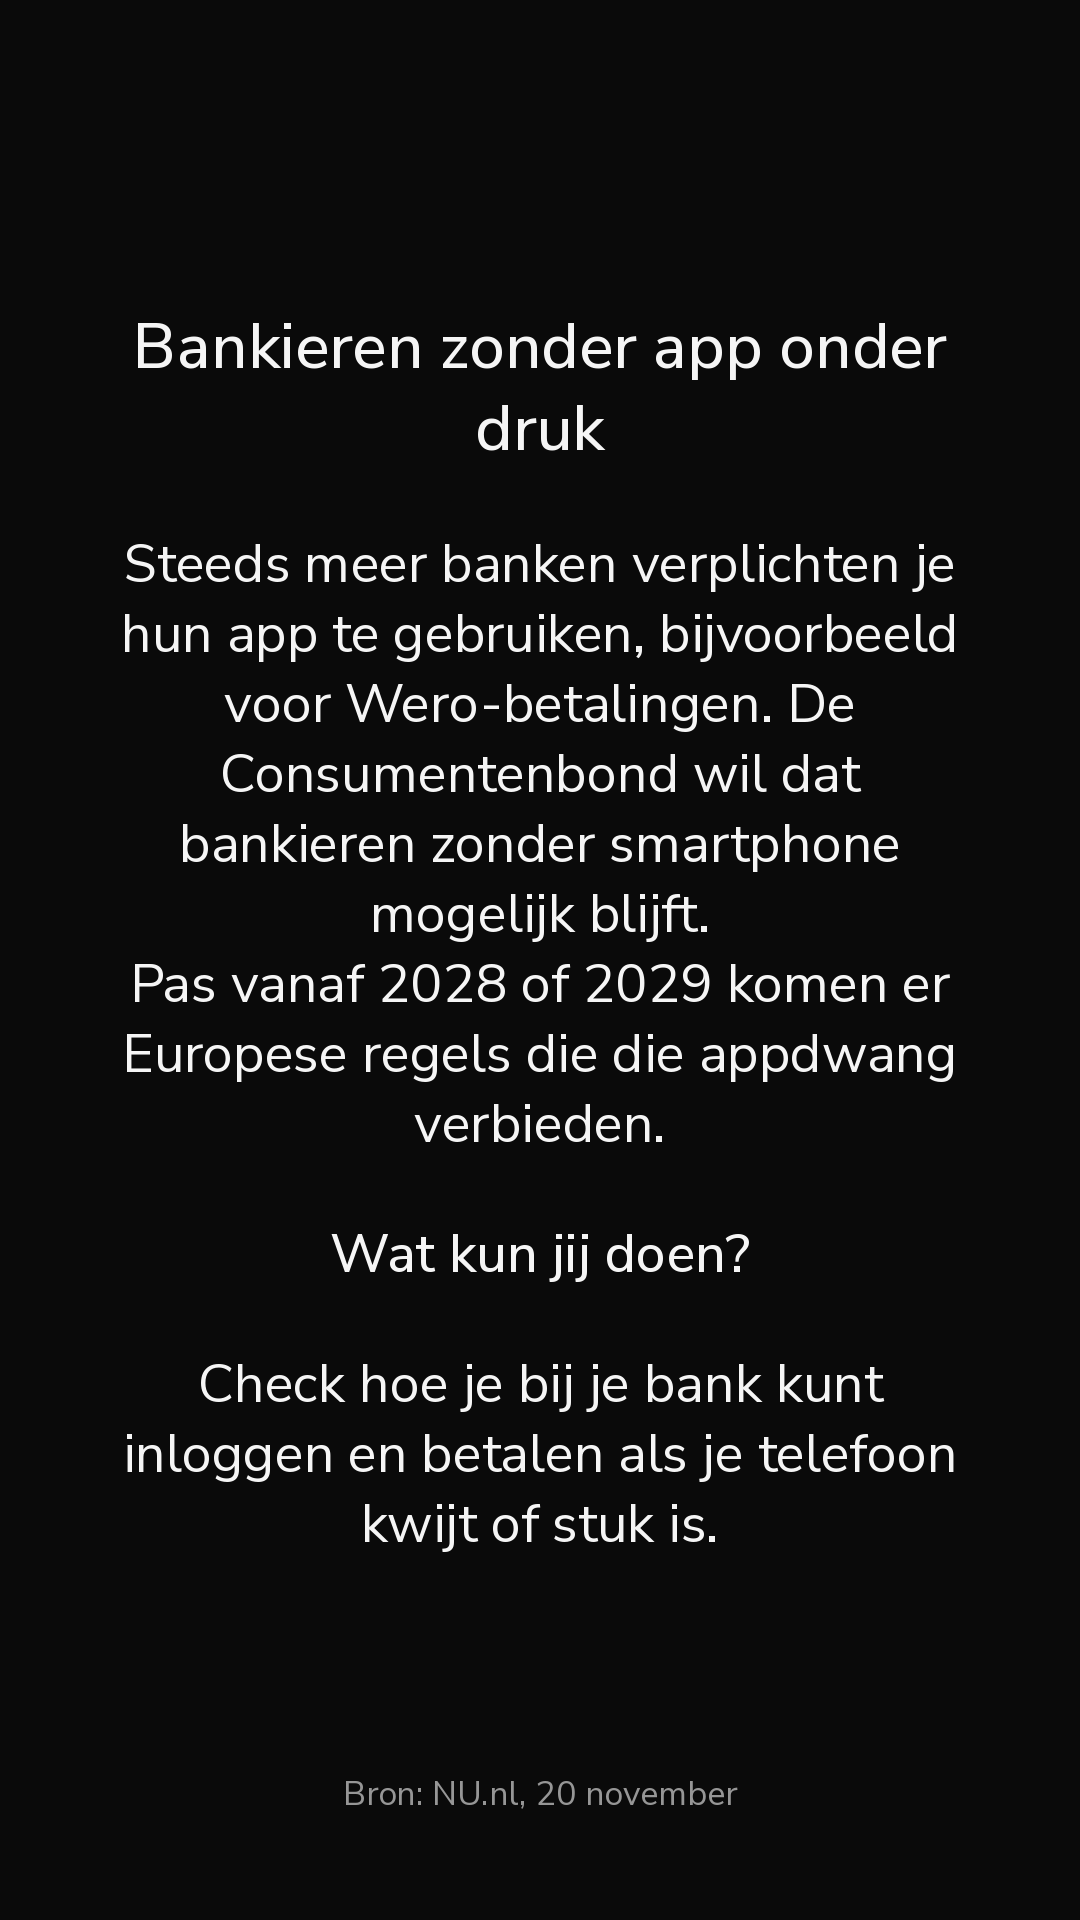 Bankieren zonder app onder
druk
Steeds meer banken verplichten je
hun app te gebruiken, bijvoorbeeld
voor Wero-betalingen. De
Consumentenbond wil dat
bankieren zonder smartphone
mogelijk blijft.
Pas vanaf 2028 of 2029 komen er
Europese regels die die appdwang
verbieden.
Wat kun jij doen?
Check hoe je bij je bank kunt
inloggen en betalen als je telefoon
kwijt of stuk is.
Bron: NU.nl, 20 november